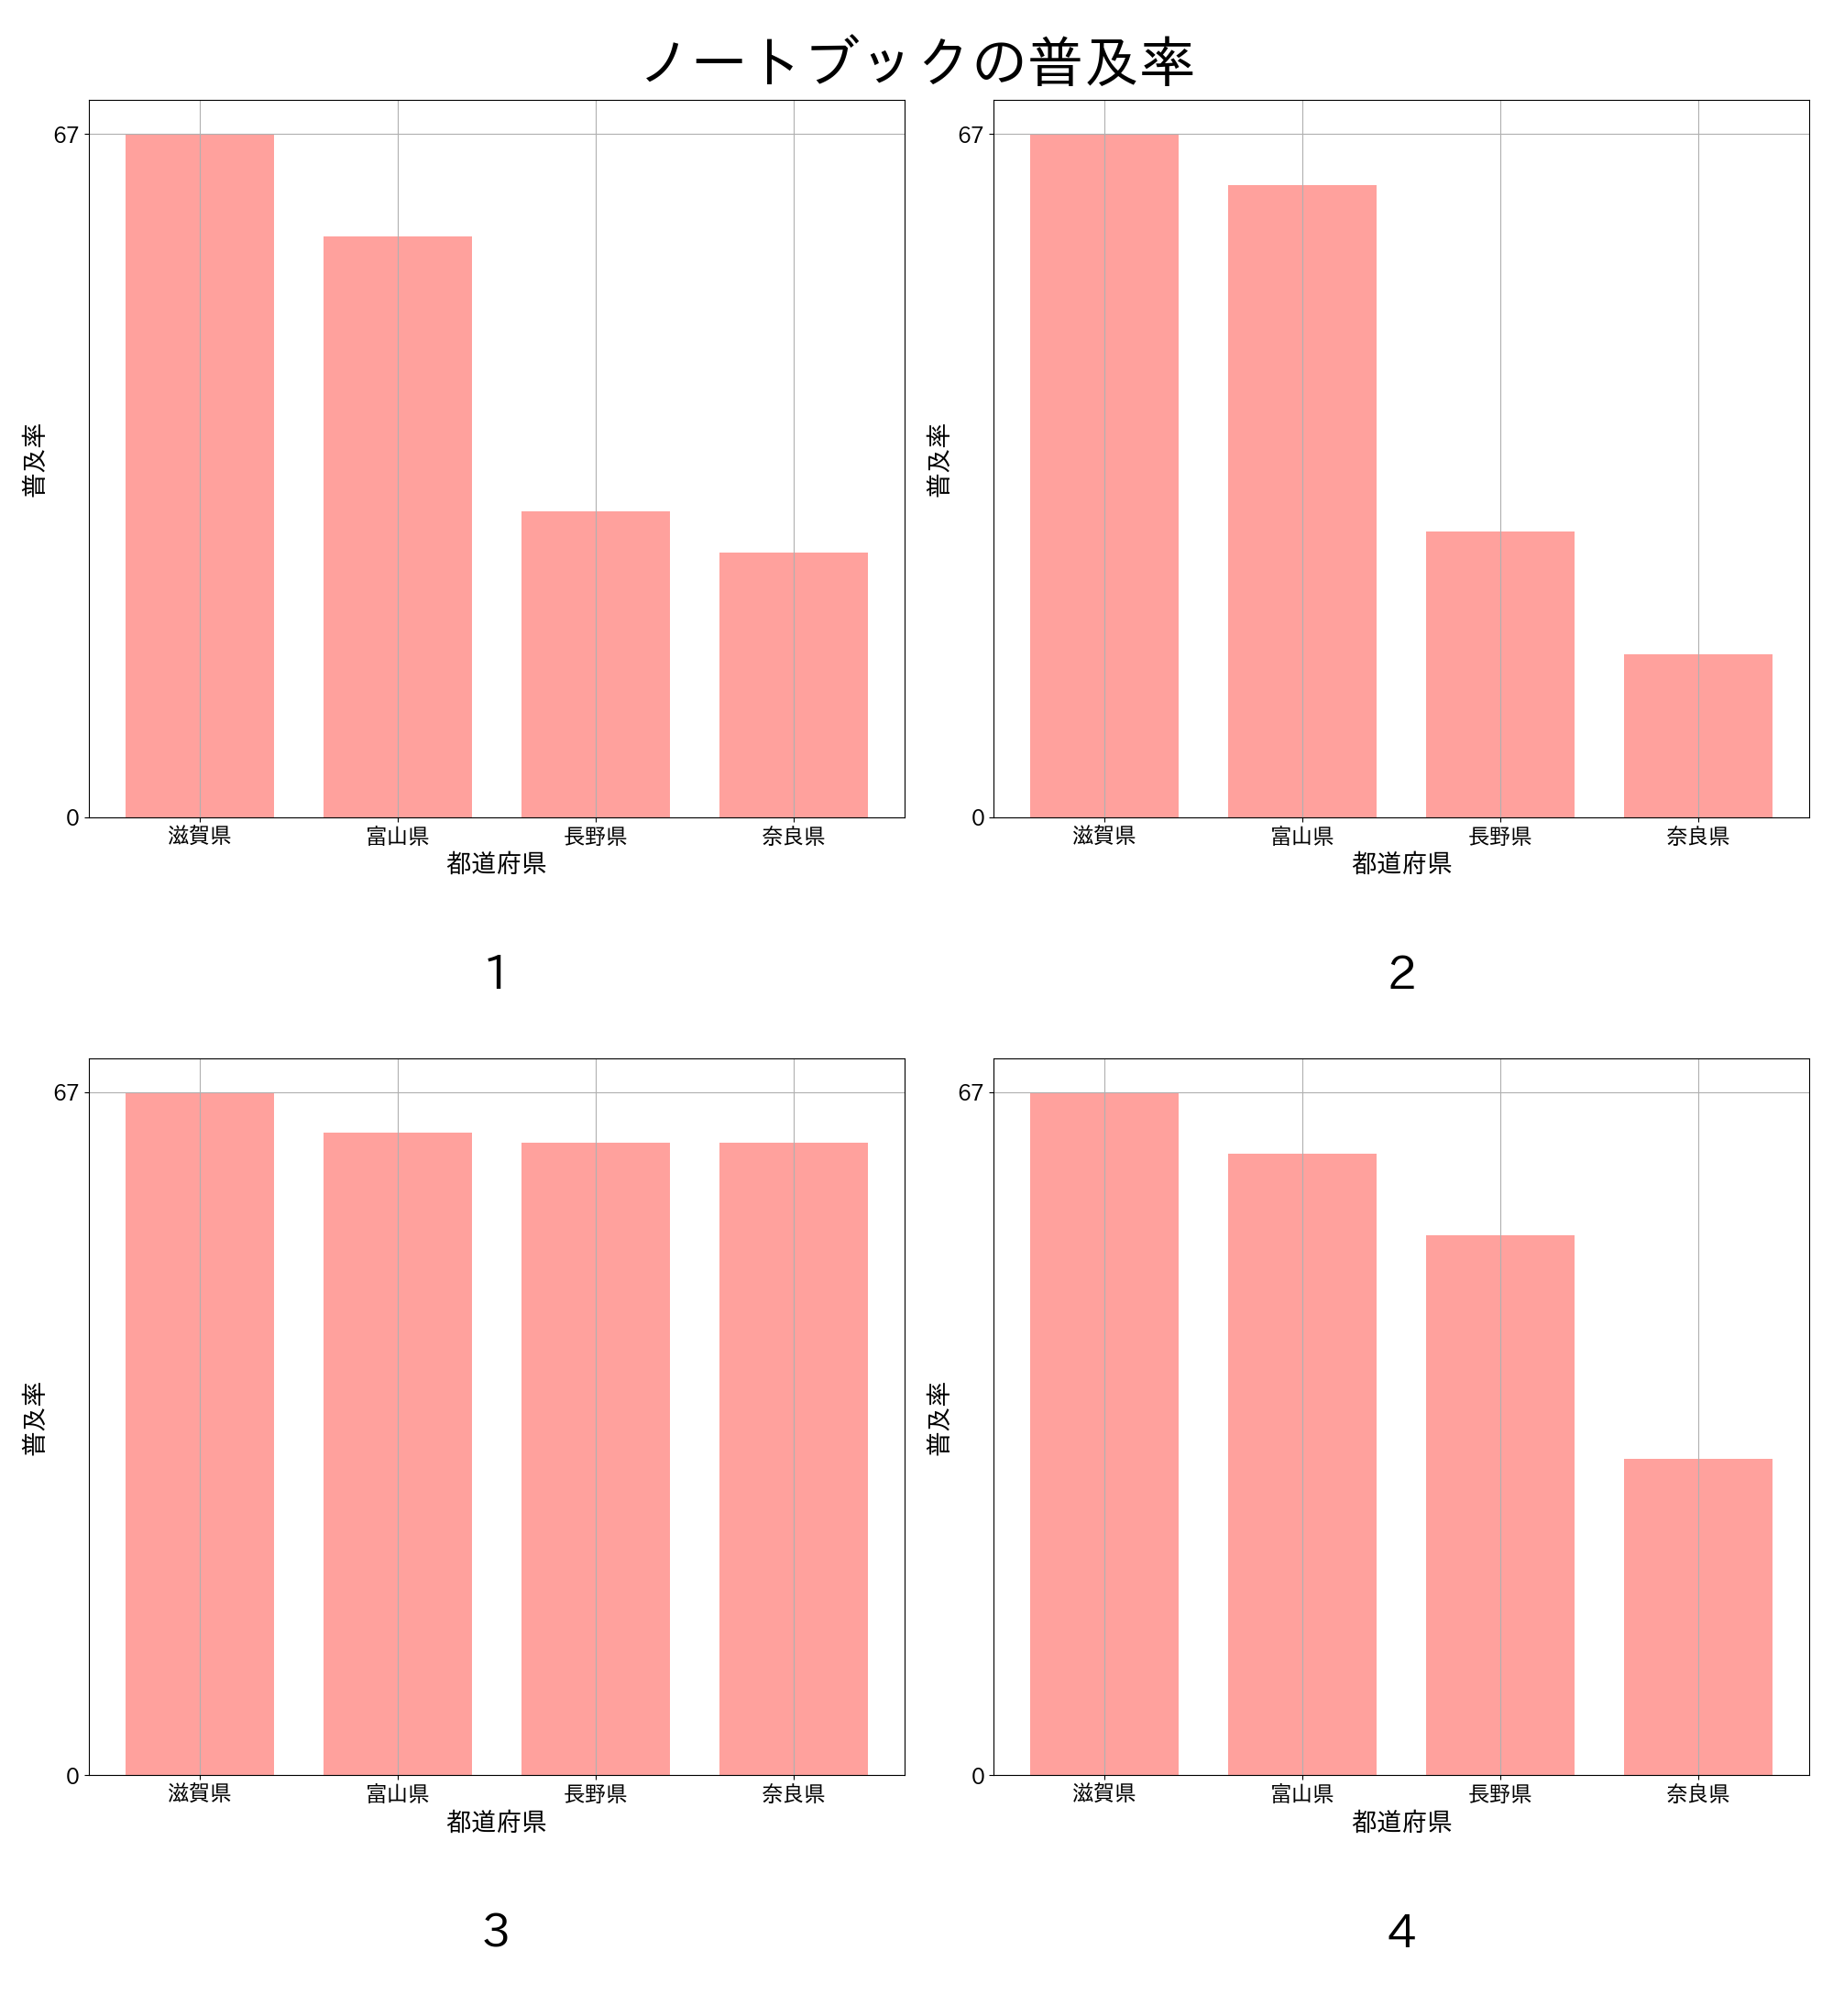 ノートブックの普及率
67
0
普及率
滋賀県 富山県 長野県 奈良県
都道府県
1
67
0
普及率
滋賀県 富山県 長野県 奈良県
都道府県
2
67
0
普及率
滋賀県 富山県 長野県 奈良県
都道府県
3
67
0
普及率
滋賀県 富山県 長野県 奈良県
都道府県
4